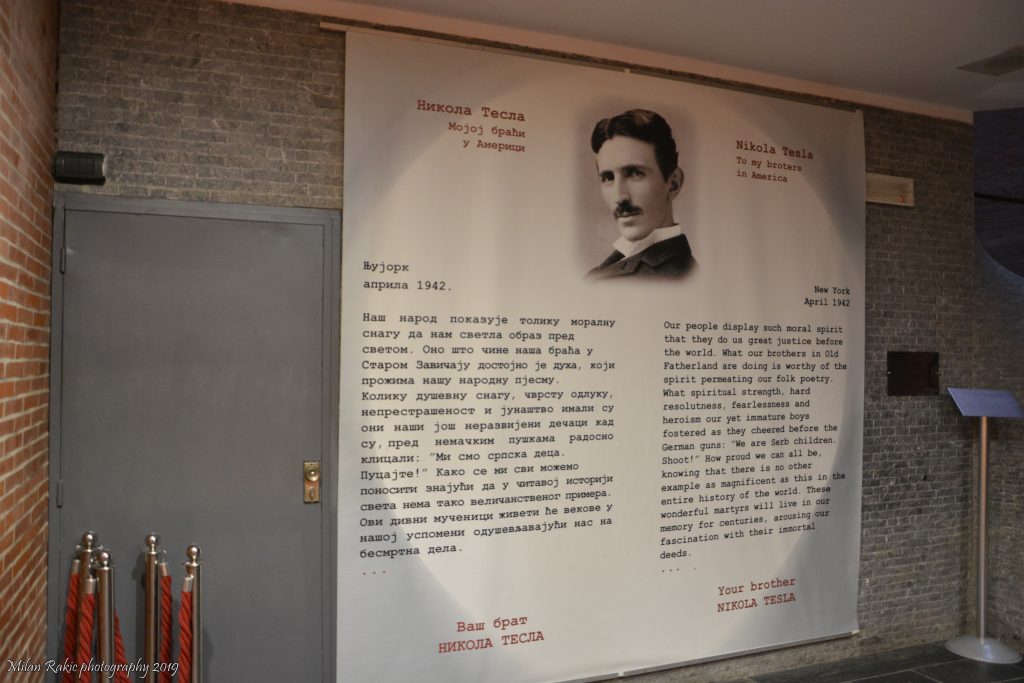 Никола Тесла
Мојој браћи
у Америци
Nikola Tesla
To my broters
in America
Њујорк
априла 1942.
Наш народ показује толику моралну
снагу да нам светла образ пред
светом. Оно што чине наша браћа у
Старом Завичају достојно је духа, који
прожима нашу народну пјесму.
Колику душевну снагу, чврсту одлуку,
непрестрашеност и јунаштво имали су
они наши још неразвијени дечаци кад
су, пред немачким пушкама радосно
клицали: "Ми смо српска деца.
Пуцајте!" Како се ми сви можемо
поносити знајући да у читавој историји
света нема тако величанственог примера.
Ови дивни мученици живети ће векове у
нашој успомени одушевљавајући нас на
бесмртна дела.
...
Ваш брат
НИКОЛА ТЕСЛА
New York
April 1942
Our people display such moral spirit
that they do us great justice before
the world. What our brothers in Old
Fatherland are doing is worthy of the
spirit permeating our folk poetry.
What spiritual strength, hard
resolutness, fearlessness and
heroism our yet immature boys
fostered as they cheered before the
German guns: "We are Serb children.
Shoot!" How proud we can all be,
knowing that there is no other
example as magnificent as this in the
entire history of the world. These
wonderful martyrs will live in our
memory for centuries, arousing our
fascination with their immortal
deeds.
... .
Your brother
NIKOLA TESLA
Milan Rakic photography 2019